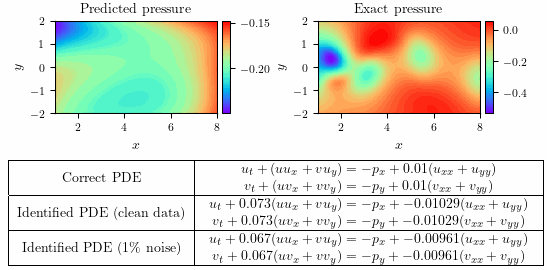 Predicted pressure
Exact pressure
2
1
0
−1
−2
y
2
4
6
8
x
−0.15
−0.20
2
1
0
−1
−2
y
2
4
6
8
x
0.0
−0.2
−0.4
Correct PDE
u_t + (uu_x + vu_y) = −p_x + 0.01(u_xx + u_yy)
v_t + (uv_x + vv_y) = −p_y + 0.01(v_xx + v_yy)
Identified PDE (clean data)
u_t + 0.073(uu_x + vu_y) = −p_x + −0.01029(u_xx + u_yy)
v_t + 0.073(uv_x + vv_y) = −p_y + −0.01029(v_xx + v_yy)
Identified PDE (1% noise)
u_t + 0.067(uu_x + vu_y) = −p_x + −0.00961(u_xx + u_yy)
v_t + 0.067(uv_x + vv_y) = −p_y + −0.00961(v_xx + v_yy)